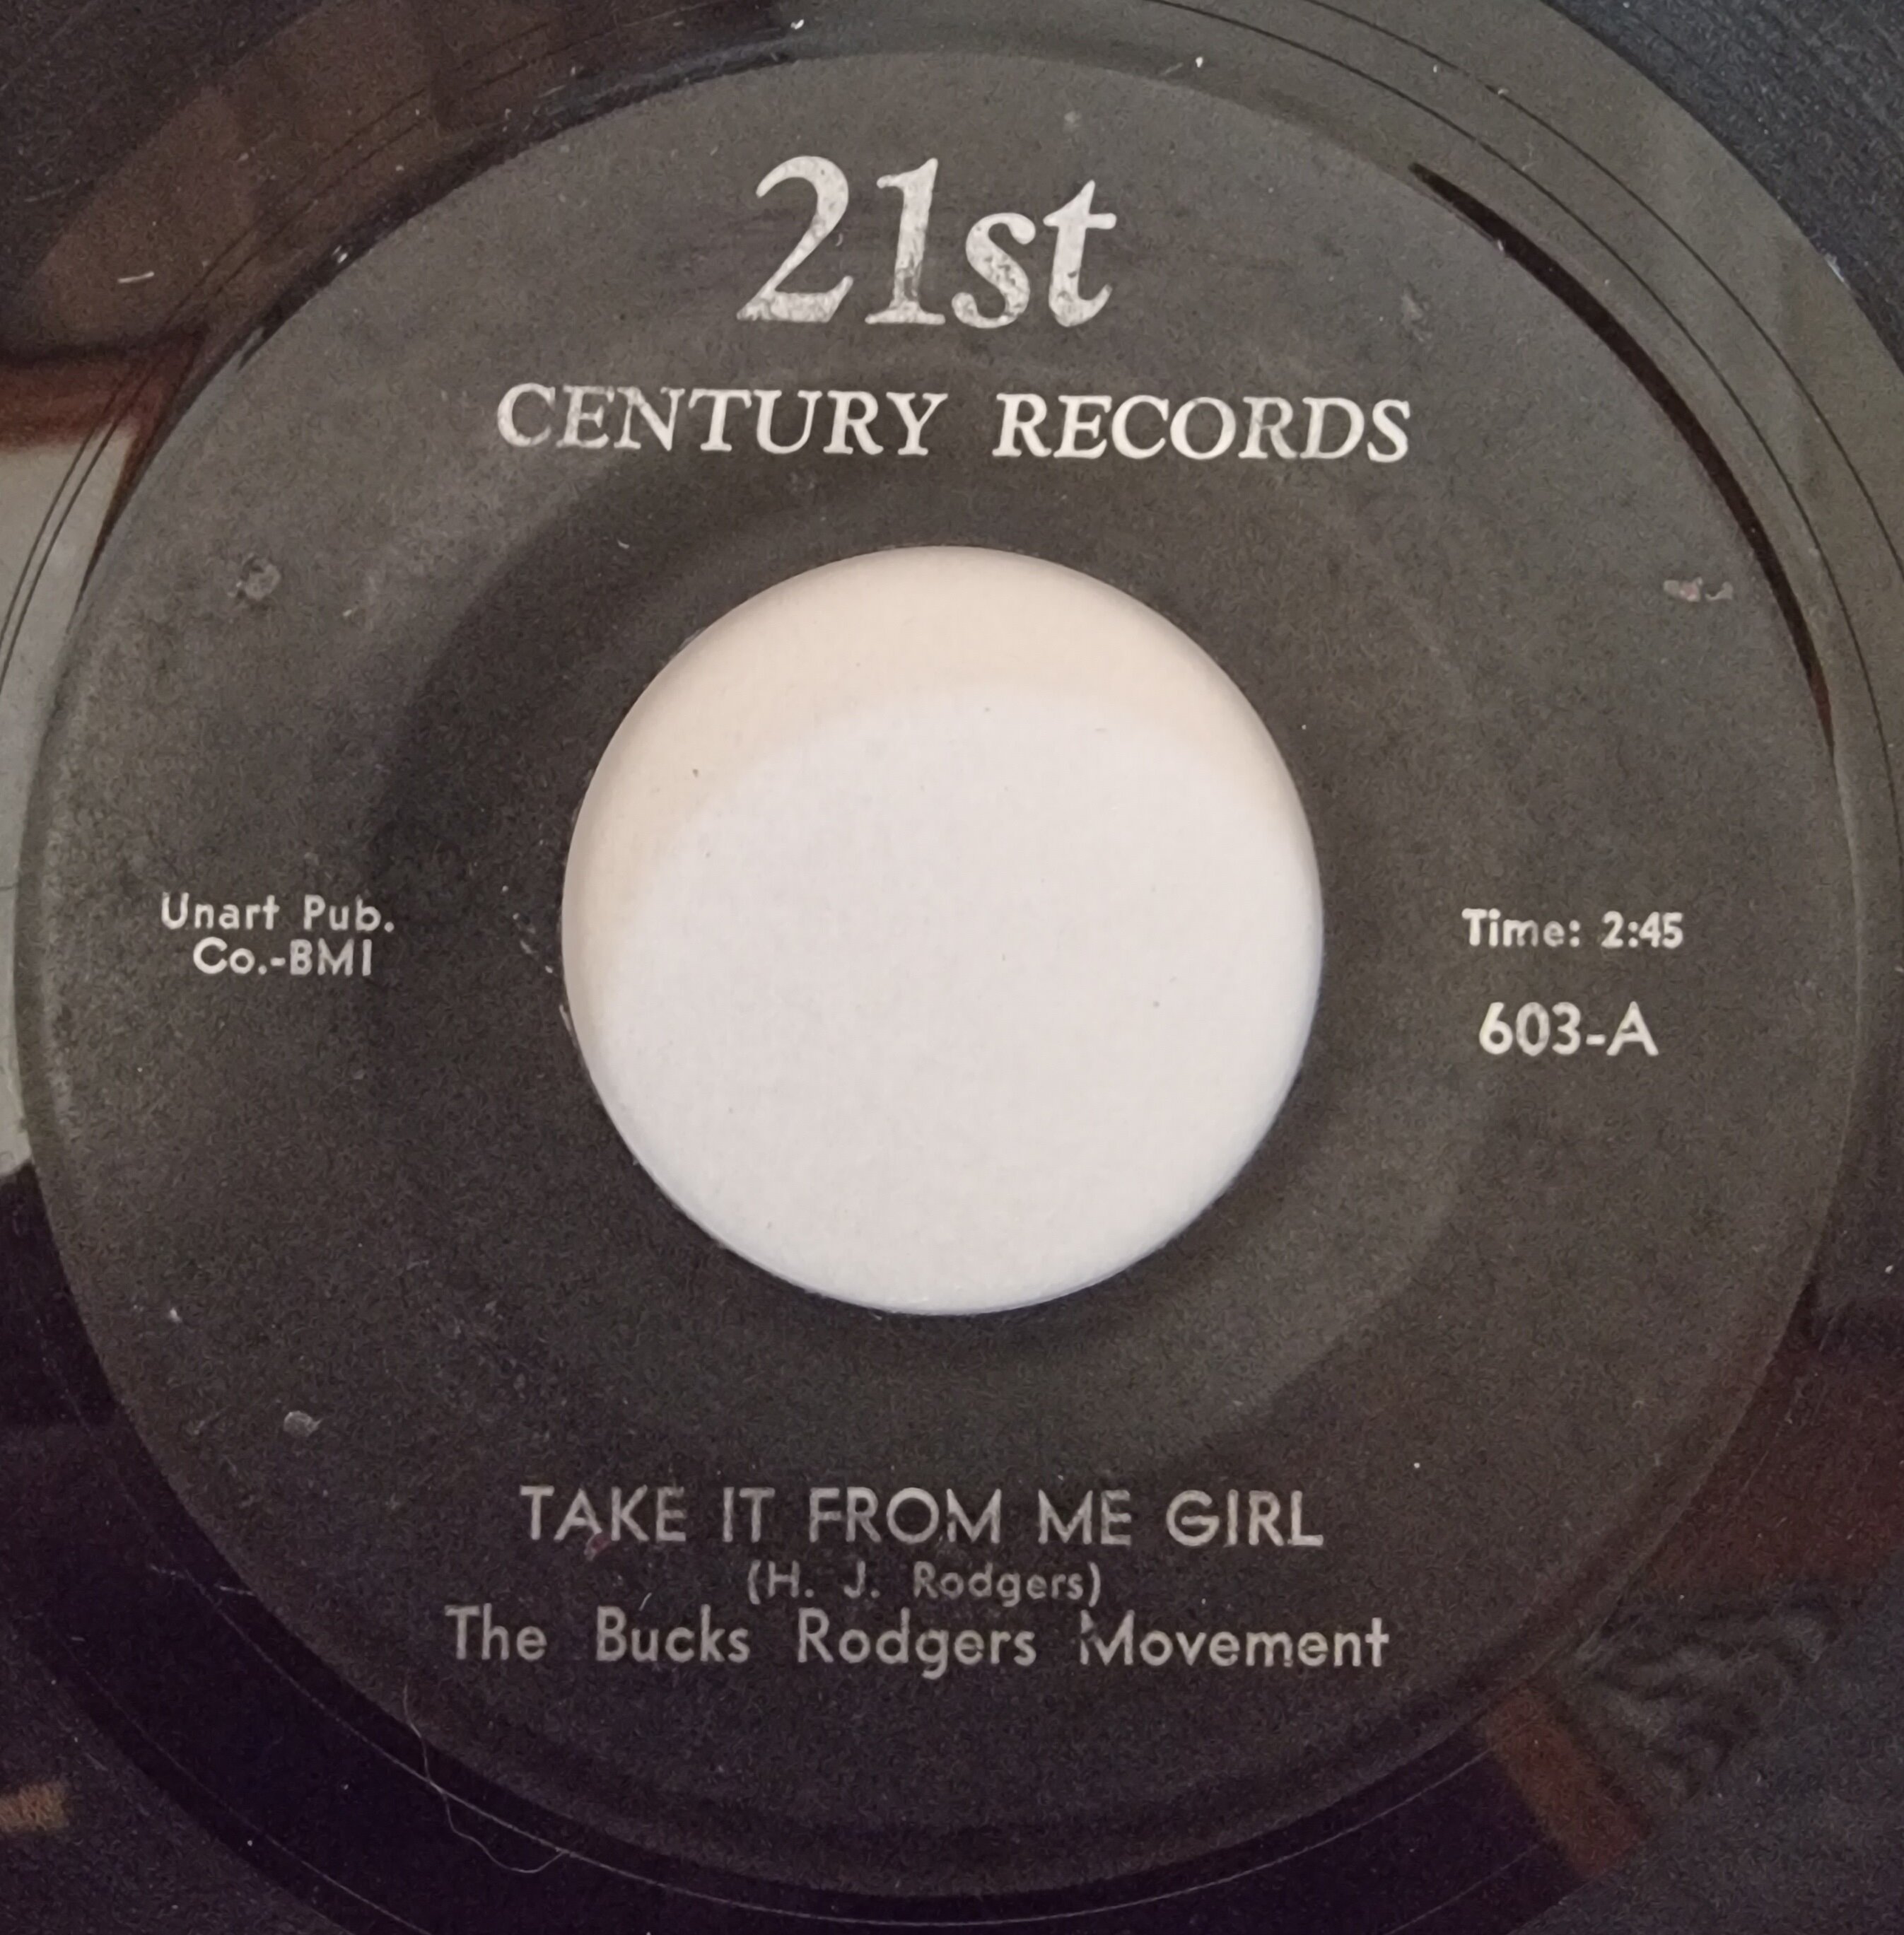 21st
CENTURY RECORDS
Unart Pub.
Co.-BMI
Time: 2:45
603-A
TAKE IT FROM ME GIRL
(H. J. Rodgers)
The Bucks Rodgers Movement